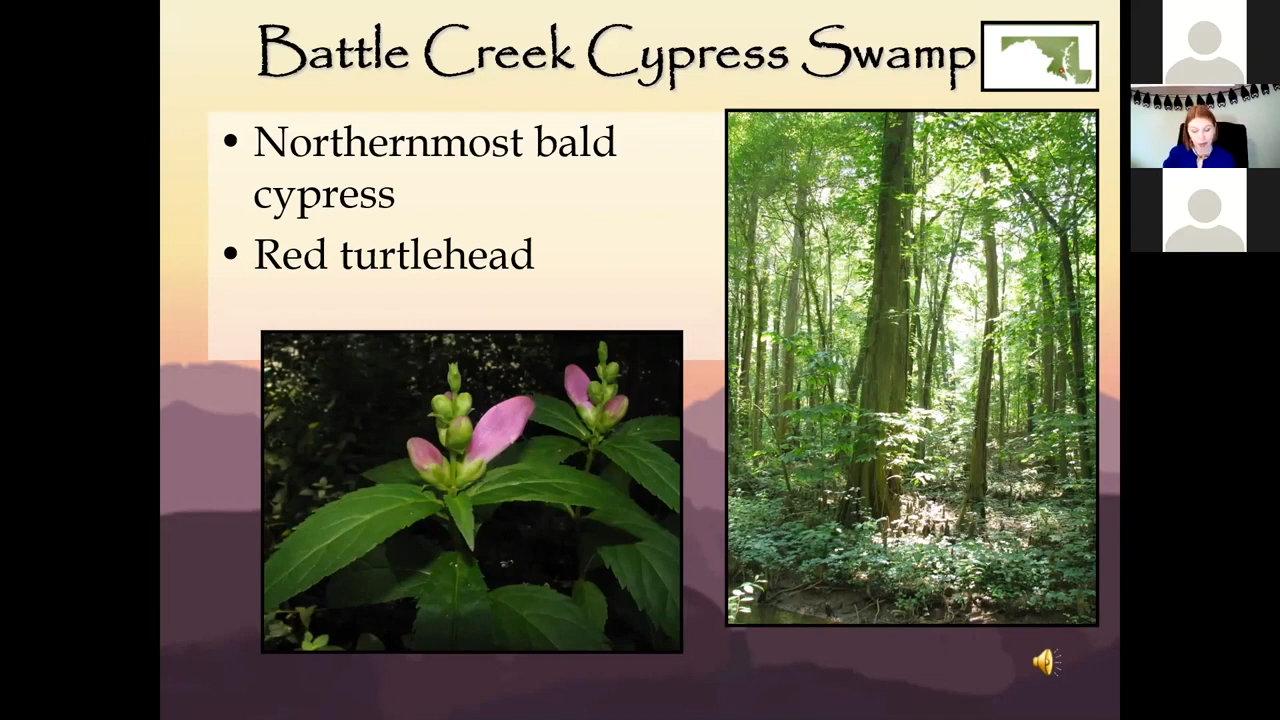 Battle Creek Cypress Swamp
• Northernmost bald
cypress
• Red turtlehead